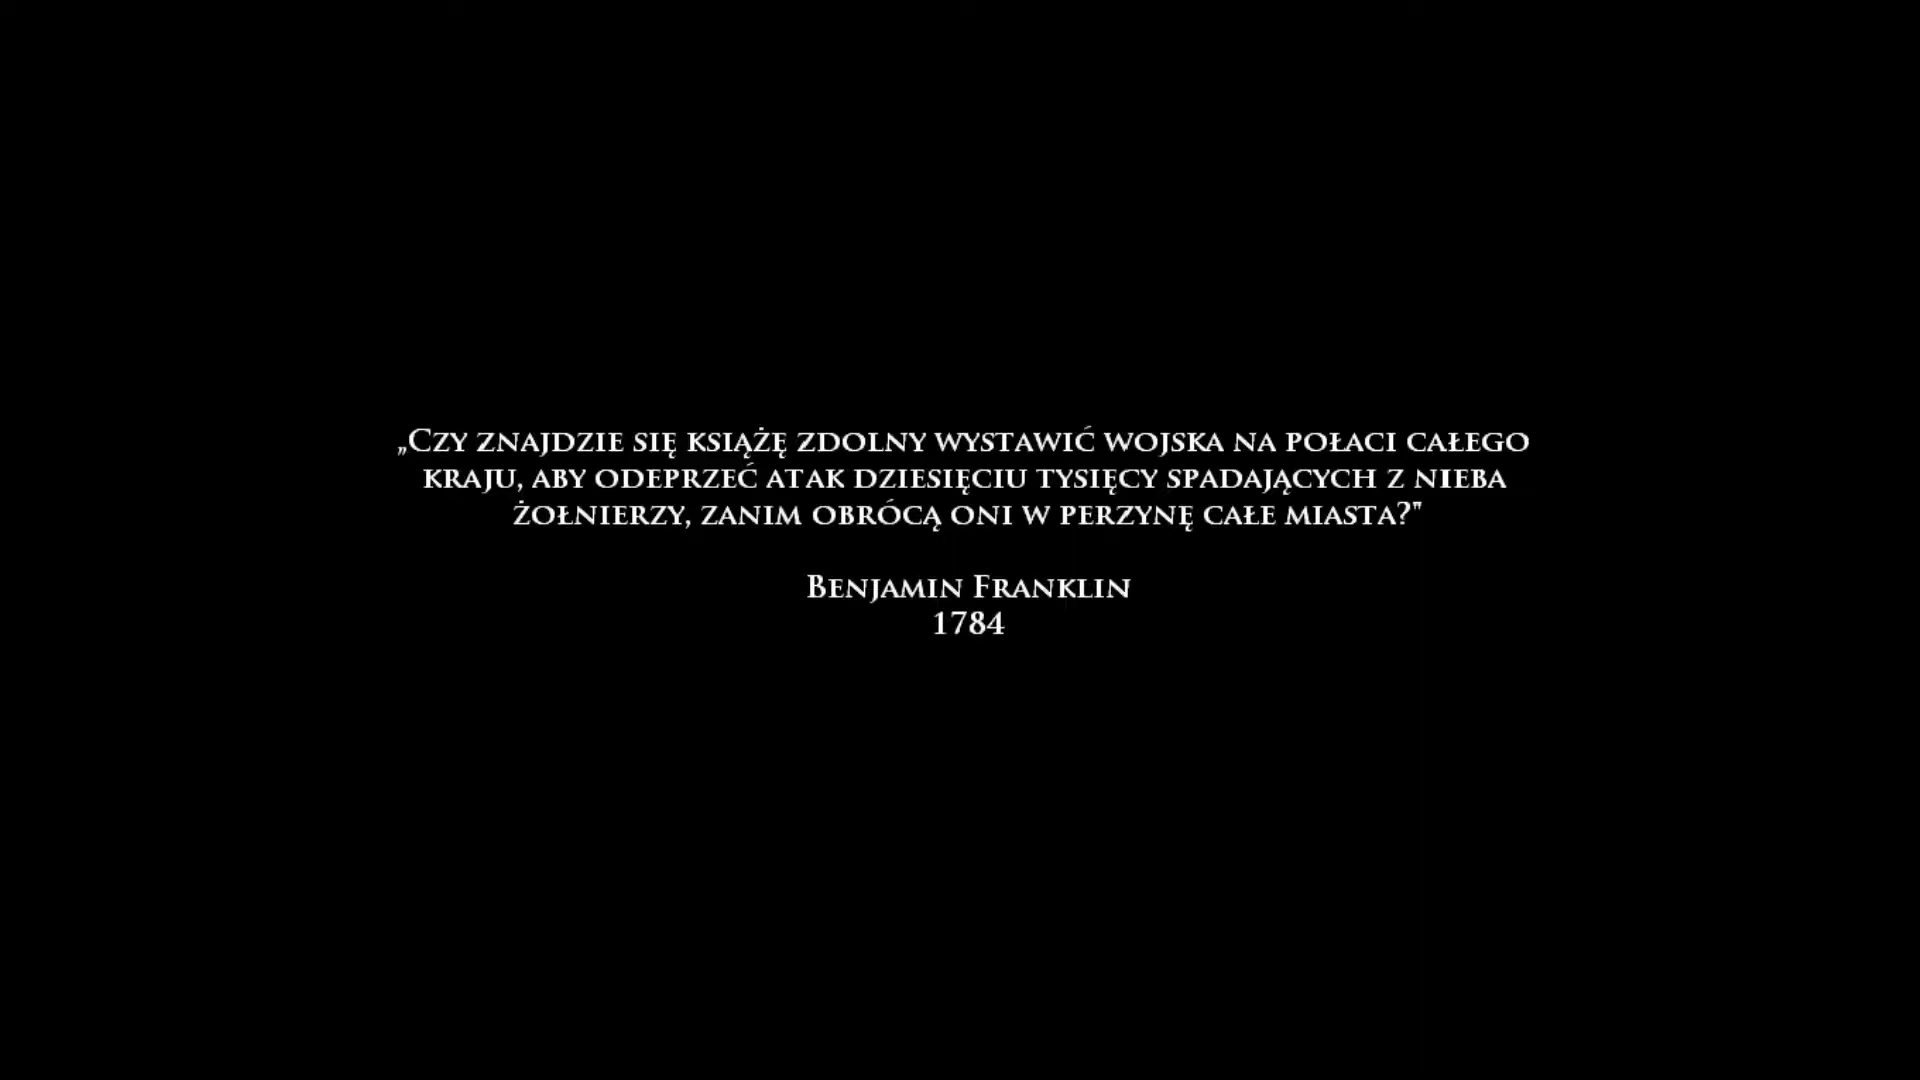 „Czy znajdzie się książę zdolny wystawić wojska na połaci całego
kraju, aby odeprzeć atak dziesięciu tysięcy spadających z nieba
żołnierzy, zanim obrócą oni w perzynę całe miasta?"
Benjamin Franklin
1784